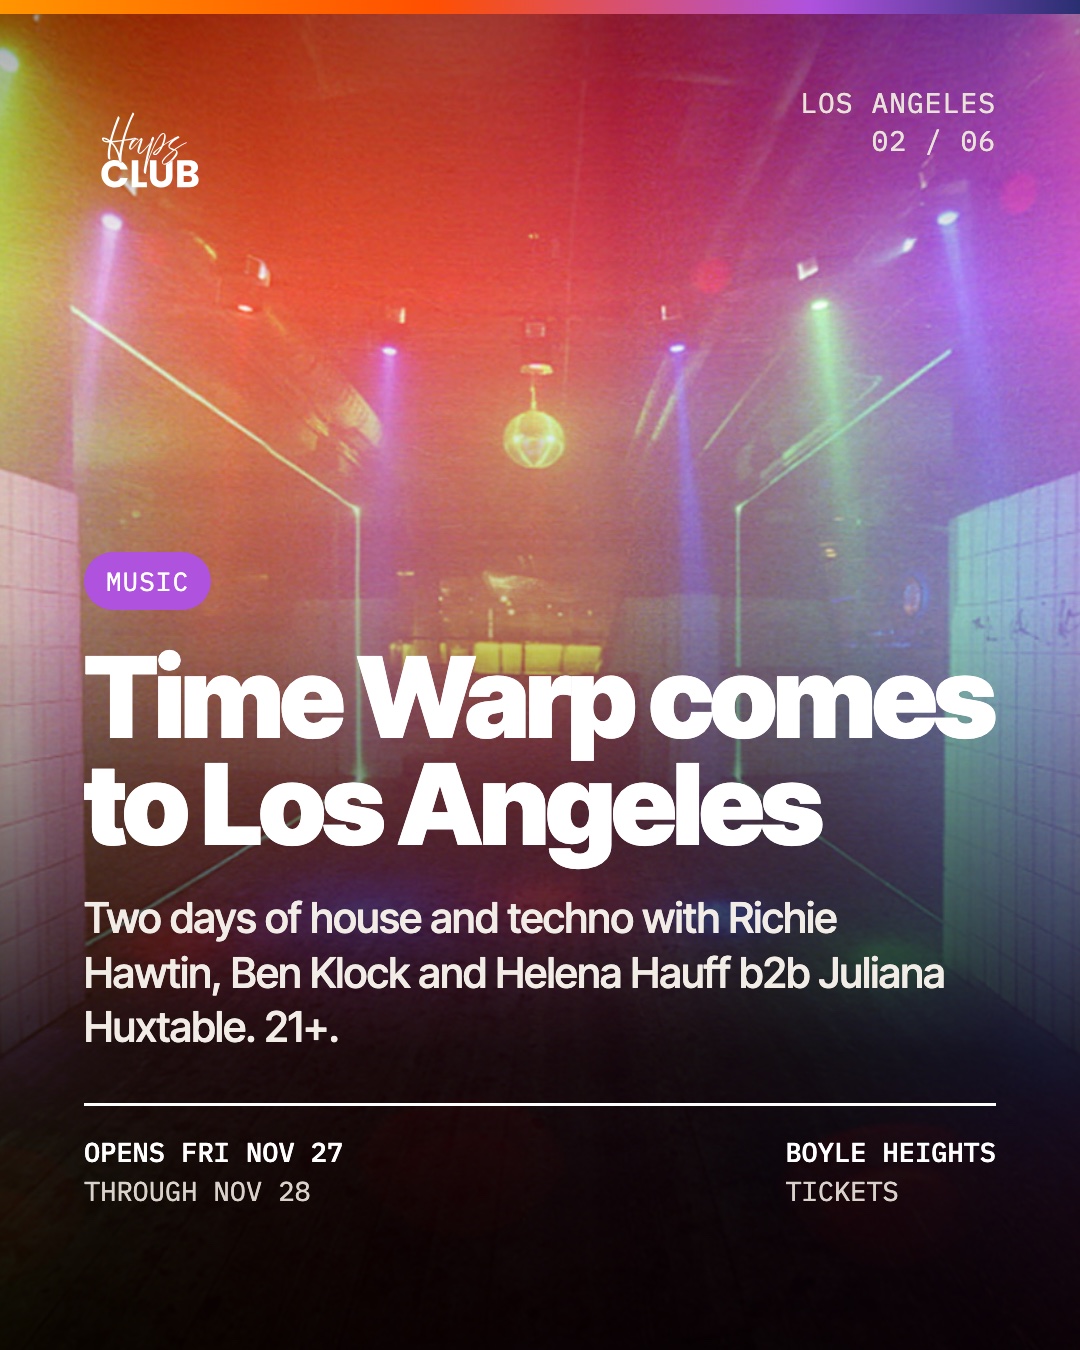 Haps
CLUB
LOS ANGELES
02 / 06
MUSIC
Time Warp comes
to Los Angeles
Two days of house and techno with Richie
Hawtin, Ben Klock and Helena Hauff b2b Juliana
Huxtable. 21+.
OPENS FRI NOV 27
THROUGH NOV 28
BOYLE HEIGHTS
TICKETS